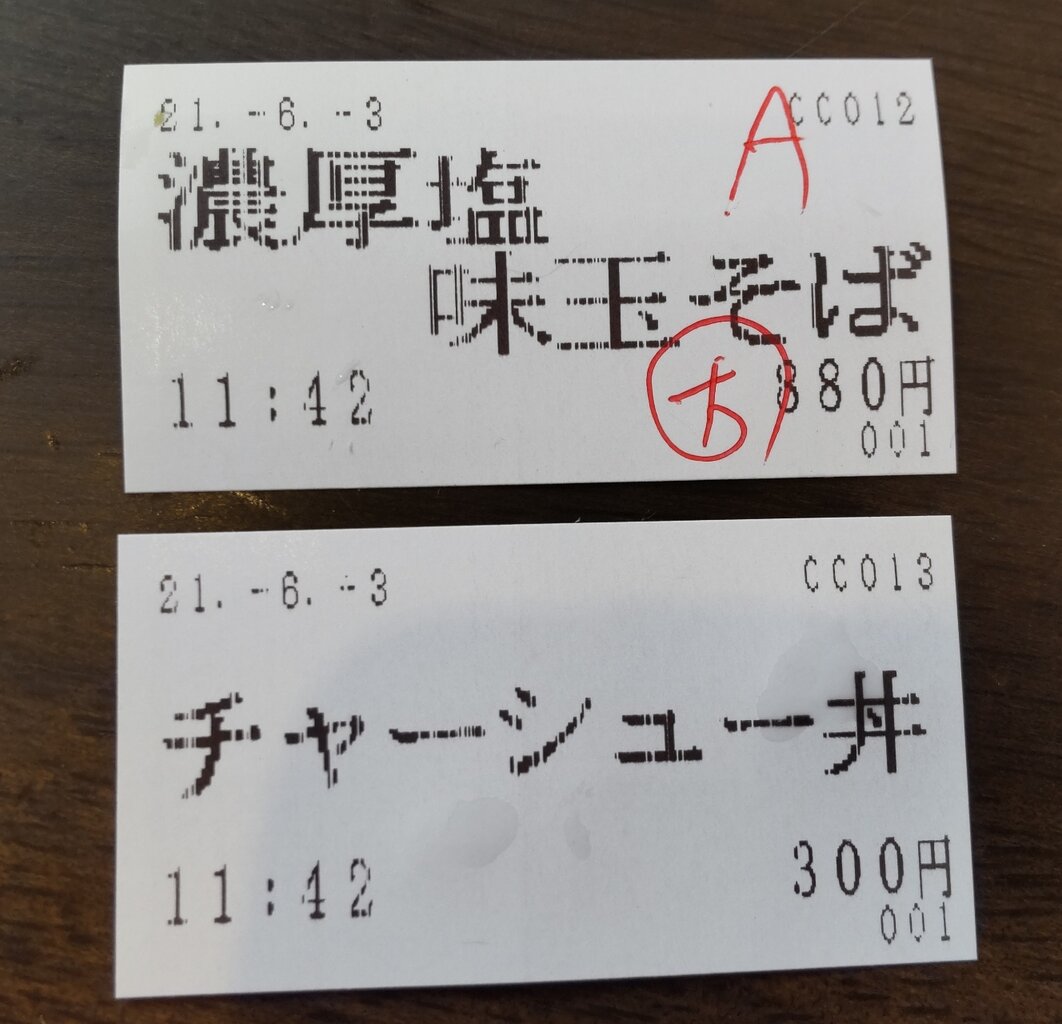 21.-6.-3 CC012
A
濃厚塩
味玉そば
11:42 880円
001
21.-6.-3 CC013
チャーシュー丼
11:42 300円
001